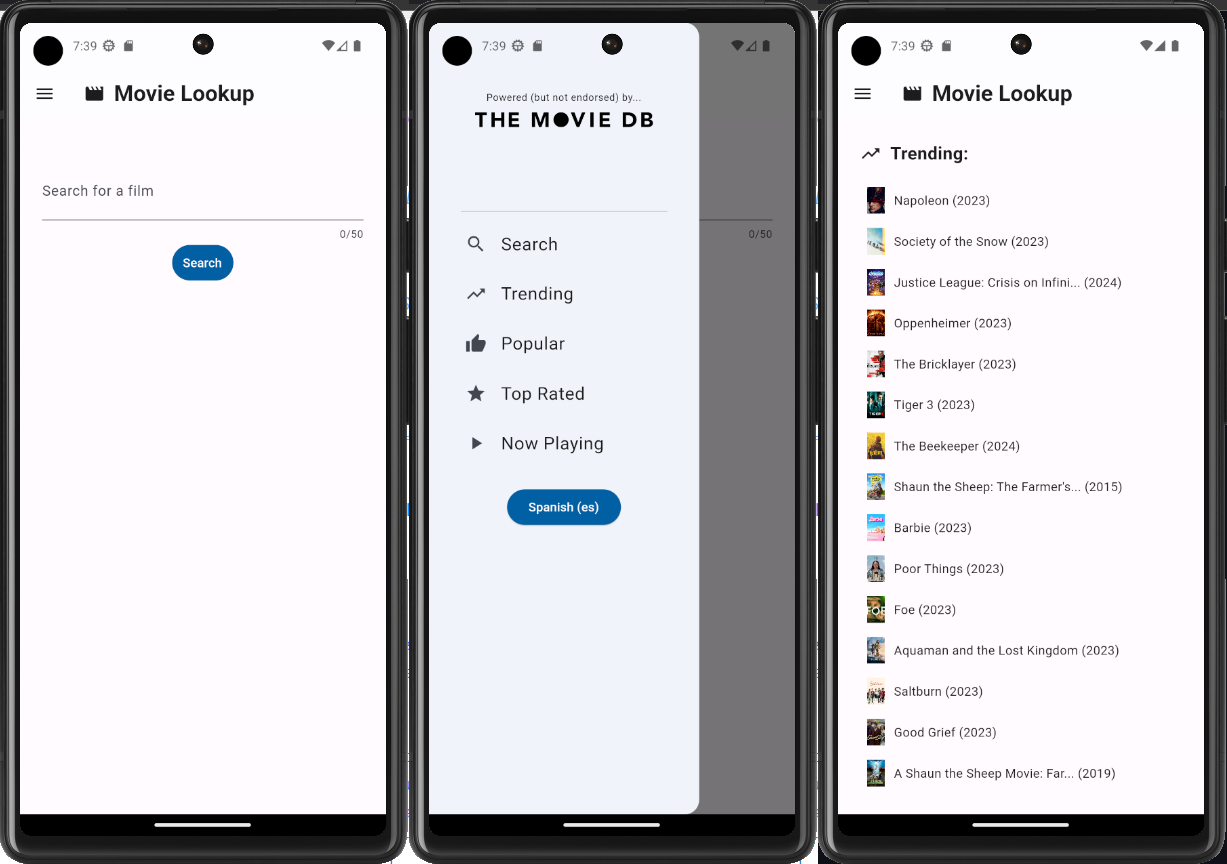 7:39
Movie Lookup
Search for a film
0/50
Search
7:39
Powered (but not endorsed) by...
THE MOVIE DB
0/50
Search
Trending
Popular
Top Rated
Now Playing
Spanish (es)
7:39
Movie Lookup
Trending:
Napoleon (2023)
Society of the Snow (2023)
Justice League: Crisis on Infini... (2024)
Oppenheimer (2023)
The Bricklayer (2023)
Tiger 3 (2023)
The Beekeeper (2024)
Shaun the Sheep: The Farmer's... (2015)
Barbie (2023)
Poor Things (2023)
Foe (2023)
Aquaman and the Lost Kingdom (2023)
Saltburn (2023)
Good Grief (2023)
A Shaun the Sheep Movie: Far... (2019)